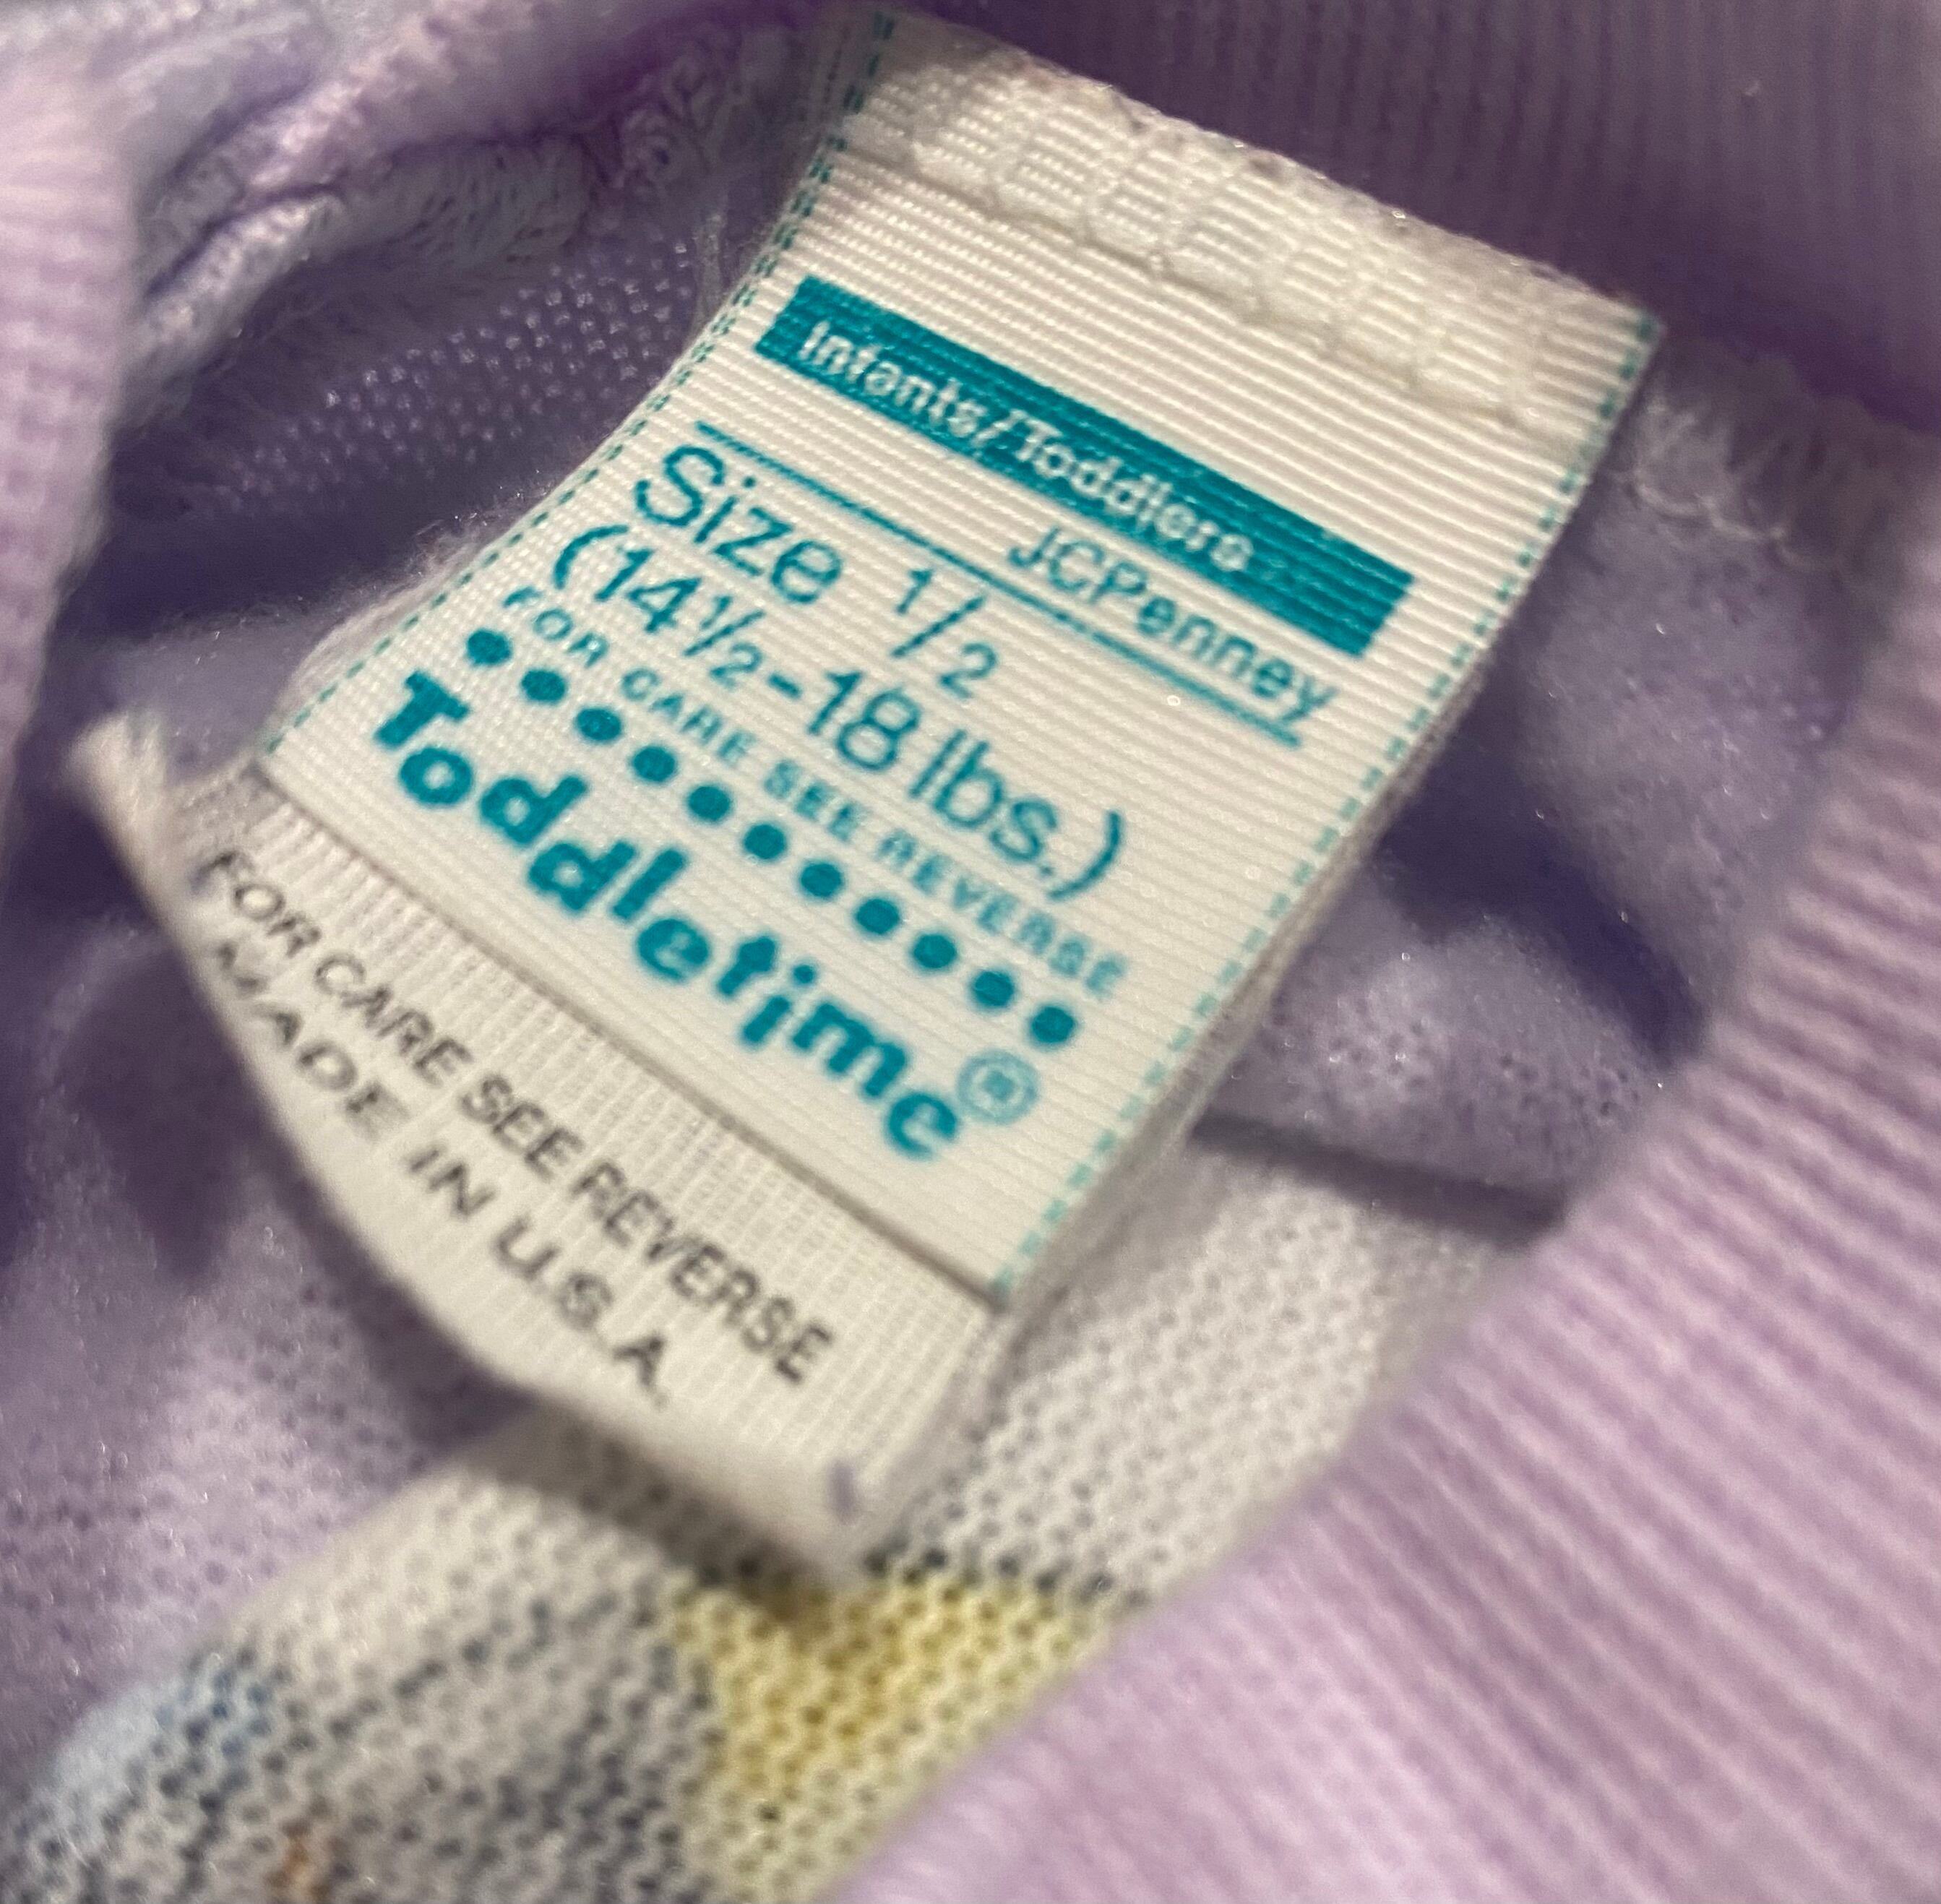 Infants/Toddlers
JCPenney
Size 1/2
(14½-18 lbs.)
FOR CARE SEE REVERSE
Toddletime®
FOR CARE SEE REVERSE
MADE IN U.S.A.